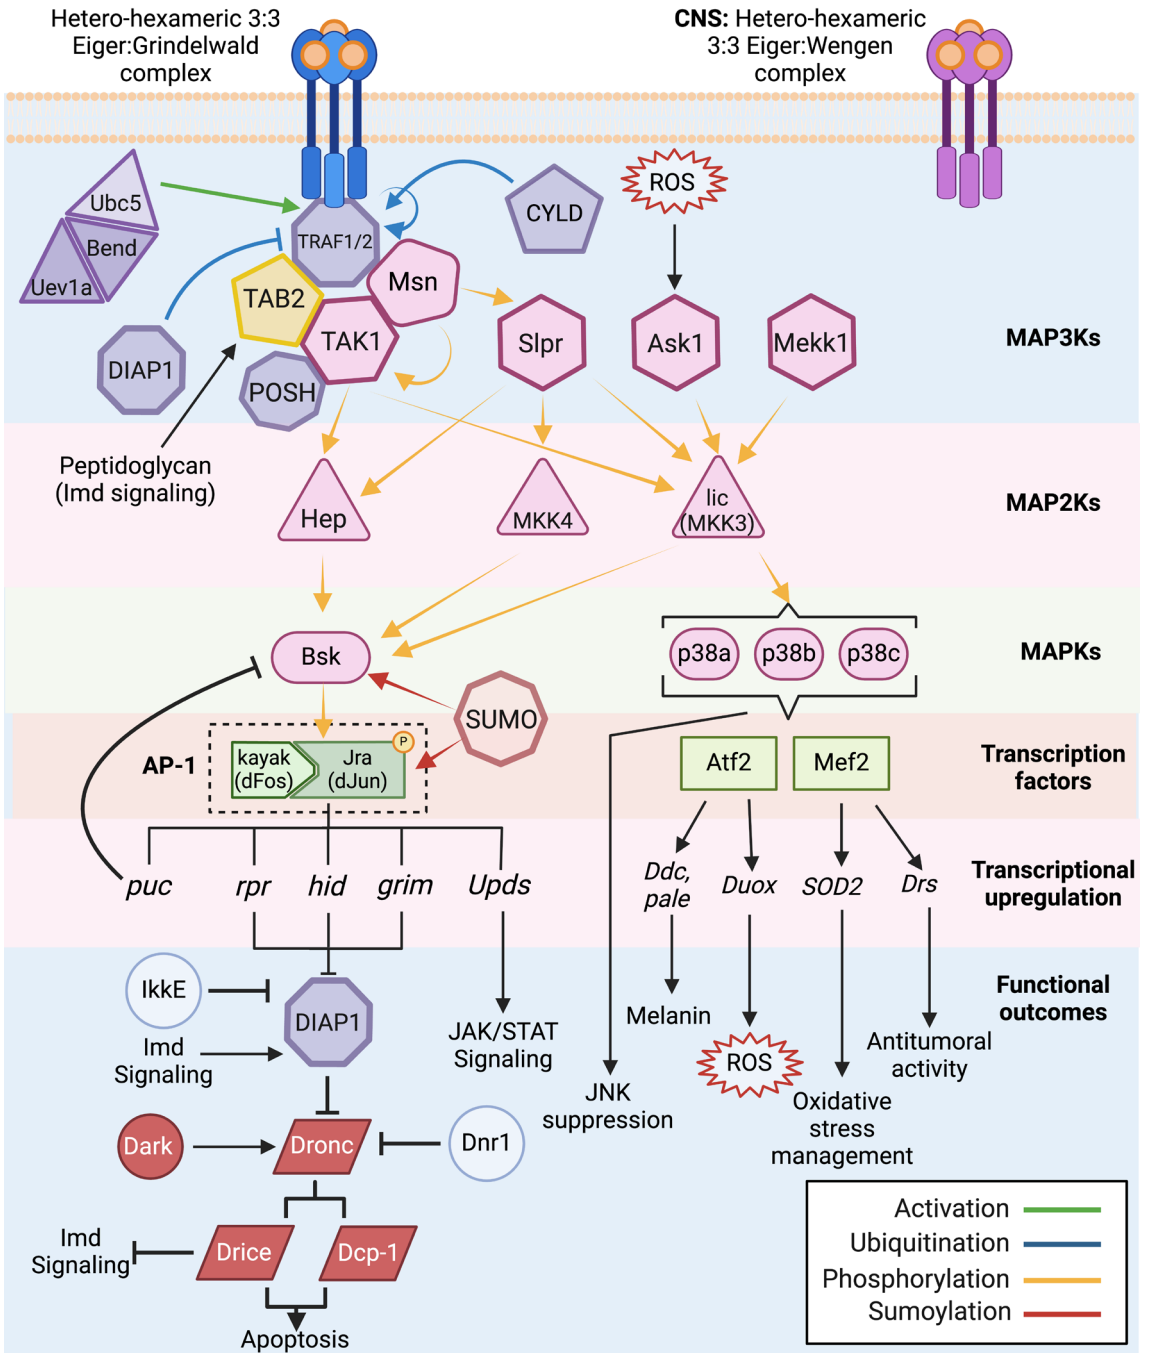 Hetero-hexameric 3:3
Eiger:Grindelwald
complex
CNS: Hetero-hexameric
3:3 Eiger:Wengen
complex
Ubc5
Bend
Uev1a
TRAF1/2
CYLD
ROS
TAB2
Msn
TAK1
Slpr
Ask1
Mekk1
MAP3Ks
DIAP1
POSH
Peptidoglycan
(Imd signaling)
Hep
MKK4
lic
(MKK3)
MAP2Ks
Bsk
p38a
p38b
p38c
MAPKs
SUMO
AP-1
kayak
(dFos)
Jra
(dJun)
P
Atf2
Mef2
Transcription
factors
puc
rpr
hid
grim
Upds
Ddc,
pale
Duox
SOD2
Drs
Transcriptional
upregulation
IkkE
DIAP1
Imd
Signaling
JAK/STAT
Signaling
JNK
suppression
Melanin
ROS
Oxidative
stress
management
Antitumoral
activity
Functional
outcomes
Dark
Dronc
Dnr1
Imd
Signaling
Drice
Dcp-1
Apoptosis
Activation
Ubiquitination
Phosphorylation
Sumoylation